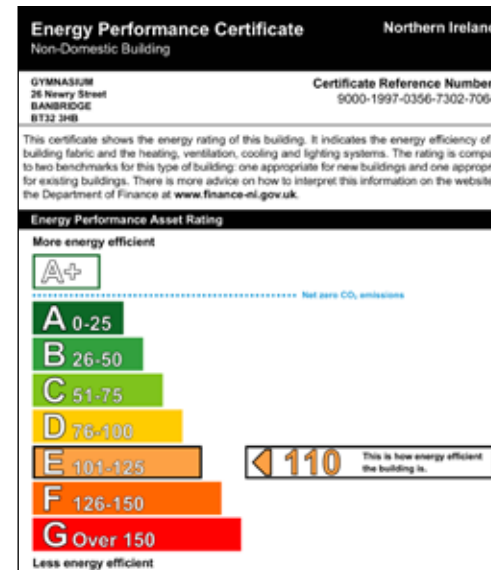 Energy Performance Certificate
Northern Ireland
Non-Domestic Building
GYMNASIUM
26 Newry Street
BANBRIDGE
BT32 3HB
Certificate Reference Number
9000-1997-0356-7302-706
This certificate shows the energy rating of this building. It indicates the energy efficiency of
building fabric and the heating, ventilation, cooling and lighting systems. The rating is compa
to two benchmarks for this type of building: one appropriate for new buildings and one approp
for existing buildings. There is more advice on how to interpret this information on the website
the Department of Finance at www.finance-ni.gov.uk.
Energy Performance Asset Rating
More energy efficient
A+
Net zero CO₂ emissions
A 0-25
B 26-50
C 51-75
D 76-100
E 101-125
110
This is how energy efficient
the building is.
F 126-150
G Over 150
Less energy efficient